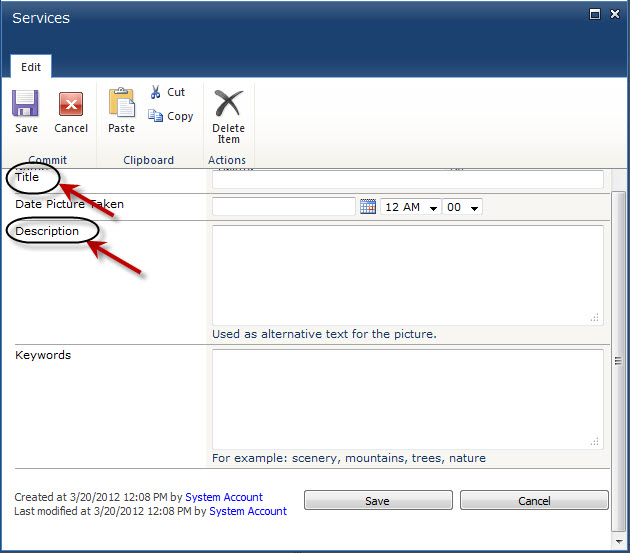 Services
Edit
Save Cancel Paste Cut Copy Delete Item
Commit Clipboard Actions
Title
Date Picture Taken 12 AM 00
Description
Used as alternative text for the picture.
Keywords
For example: scenery, mountains, trees, nature
Created at 3/20/2012 12:08 PM by System Account
Last modified at 3/20/2012 12:08 PM by System Account
Save Cancel